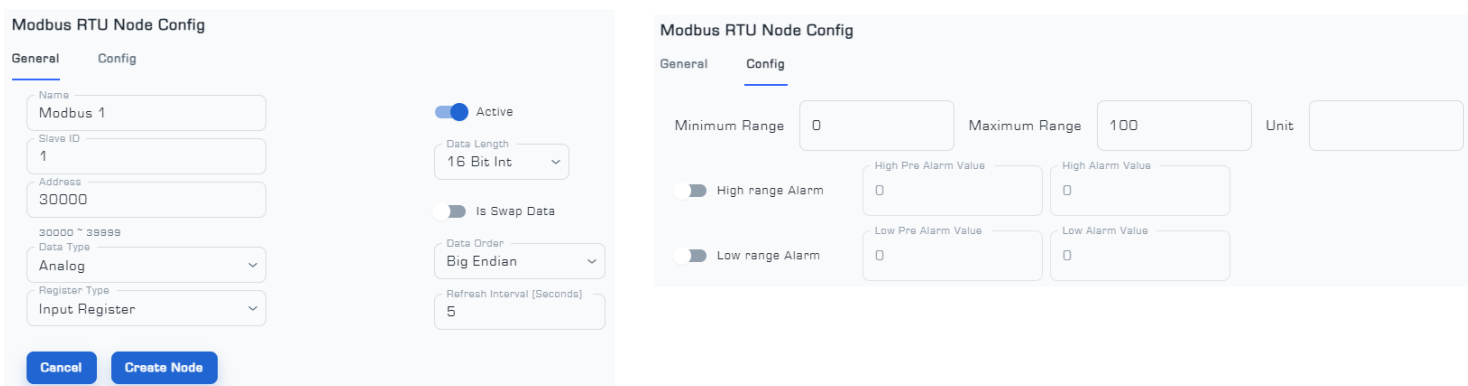 Modbus RTU Node Config
General Config
Name
Modbus 1
Slave ID
1
Address
30000
30000 ~ 39999
Data Type
Analog
Register Type
Input Register
Active
Data Length
16 Bit Int
Is Swap Data
Data Order
Big Endian
Refresh Interval (Seconds)
5
Cancel Create Node
Modbus RTU Node Config
General Config
Minimum Range 0 Maximum Range 100 Unit
High Pre Alarm Value High Alarm Value
High range Alarm 0 0
Low Pre Alarm Value Low Alarm Value
Low range Alarm 0 0